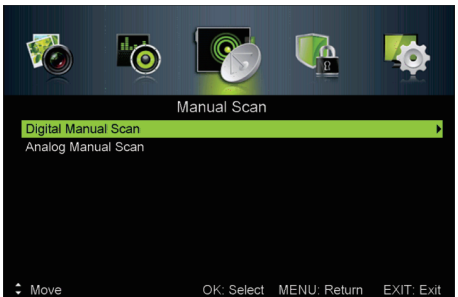 Manual Scan
Digital Manual Scan
Analog Manual Scan
Move OK: Select MENU: Return EXIT: Exit